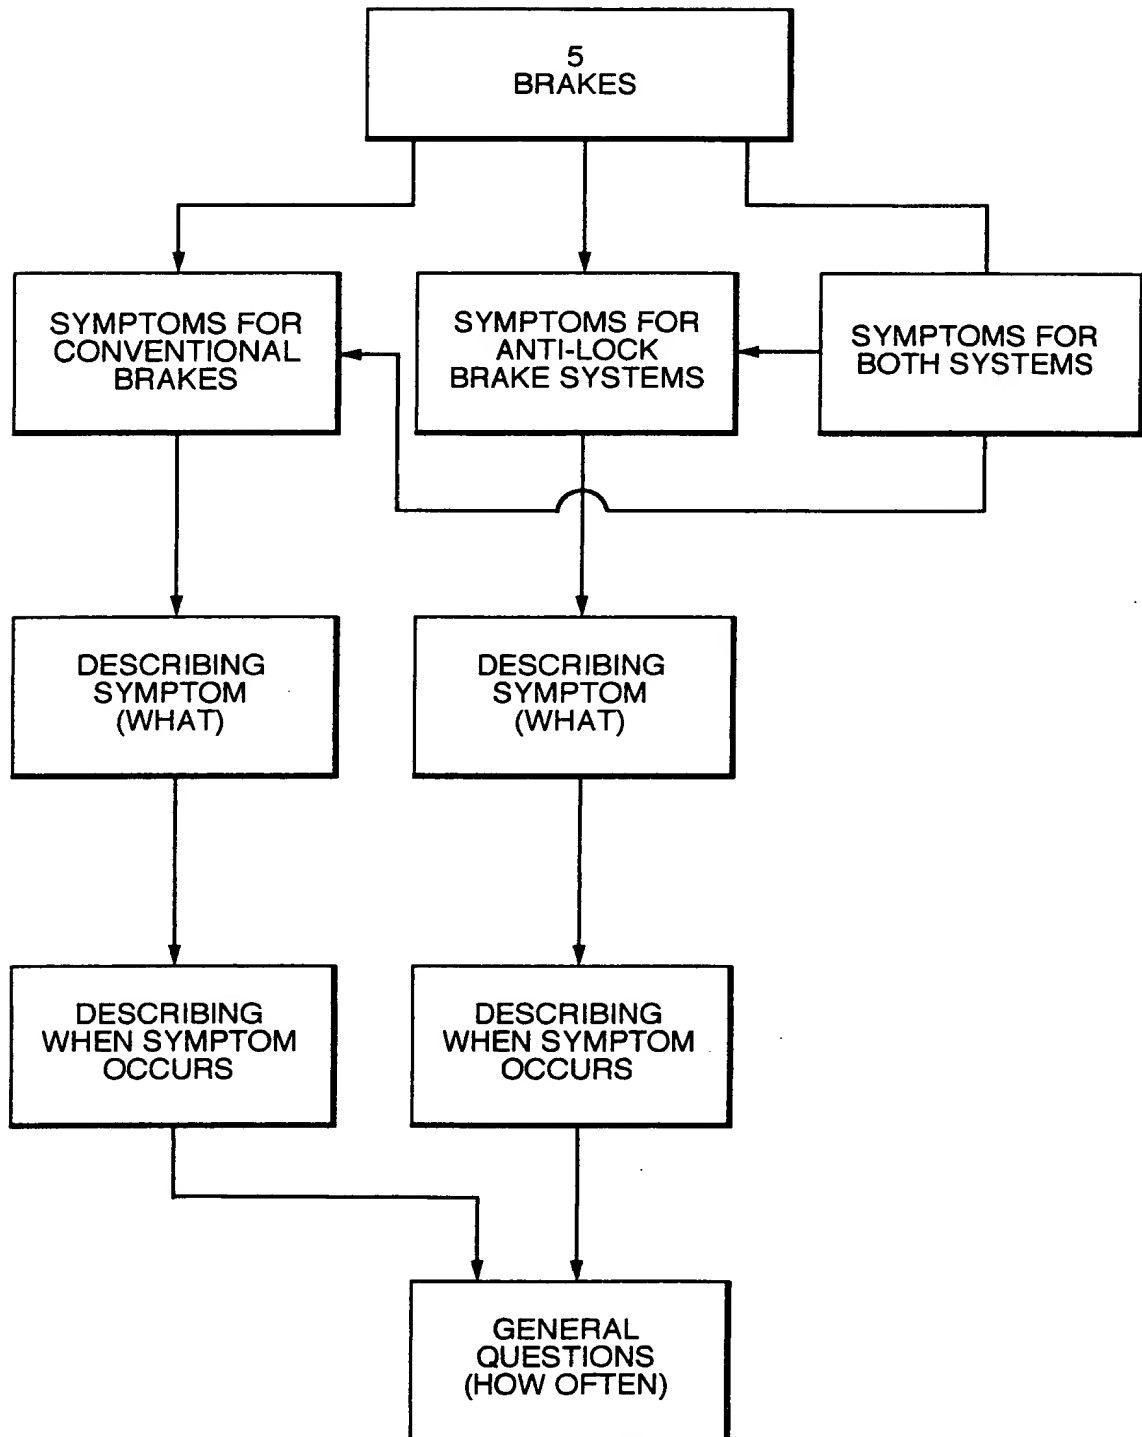 5
BRAKES
SYMPTOMS FOR
CONVENTIONAL
BRAKES
SYMPTOMS FOR
ANTI-LOCK
BRAKE SYSTEMS
SYMPTOMS FOR
BOTH SYSTEMS
DESCRIBING
SYMPTOM
(WHAT)
DESCRIBING
SYMPTOM
(WHAT)
DESCRIBING
WHEN SYMPTOM
OCCURS
DESCRIBING
WHEN SYMPTOM
OCCURS
GENERAL
QUESTIONS
(HOW OFTEN)